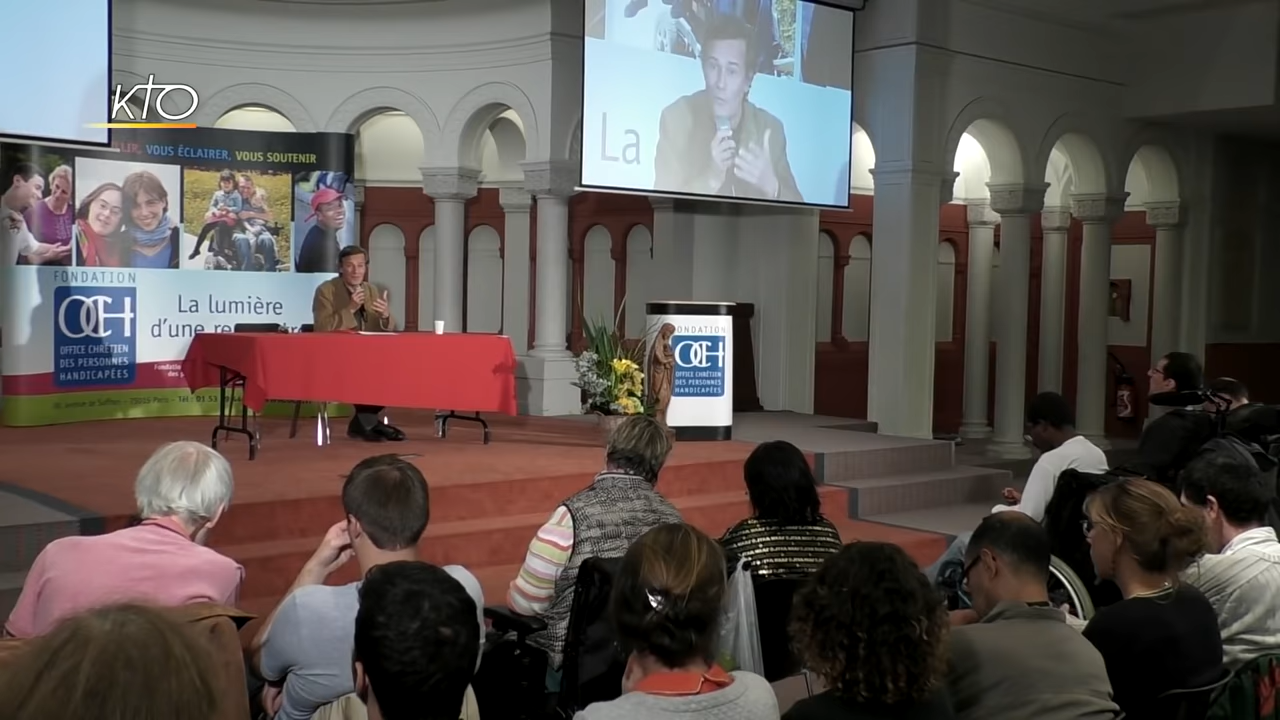 kto
VOUS ÉCLAIRER, VOUS SOUTENIR
FONDATION
OCH
OFFICE CHRÉTIEN
DES PERSONNES
HANDICAPÉES
La lumière
d'une
La
FONDATION
OCH
OFFICE CHRÉTIEN
DES PERSONNES
HANDICAPÉES